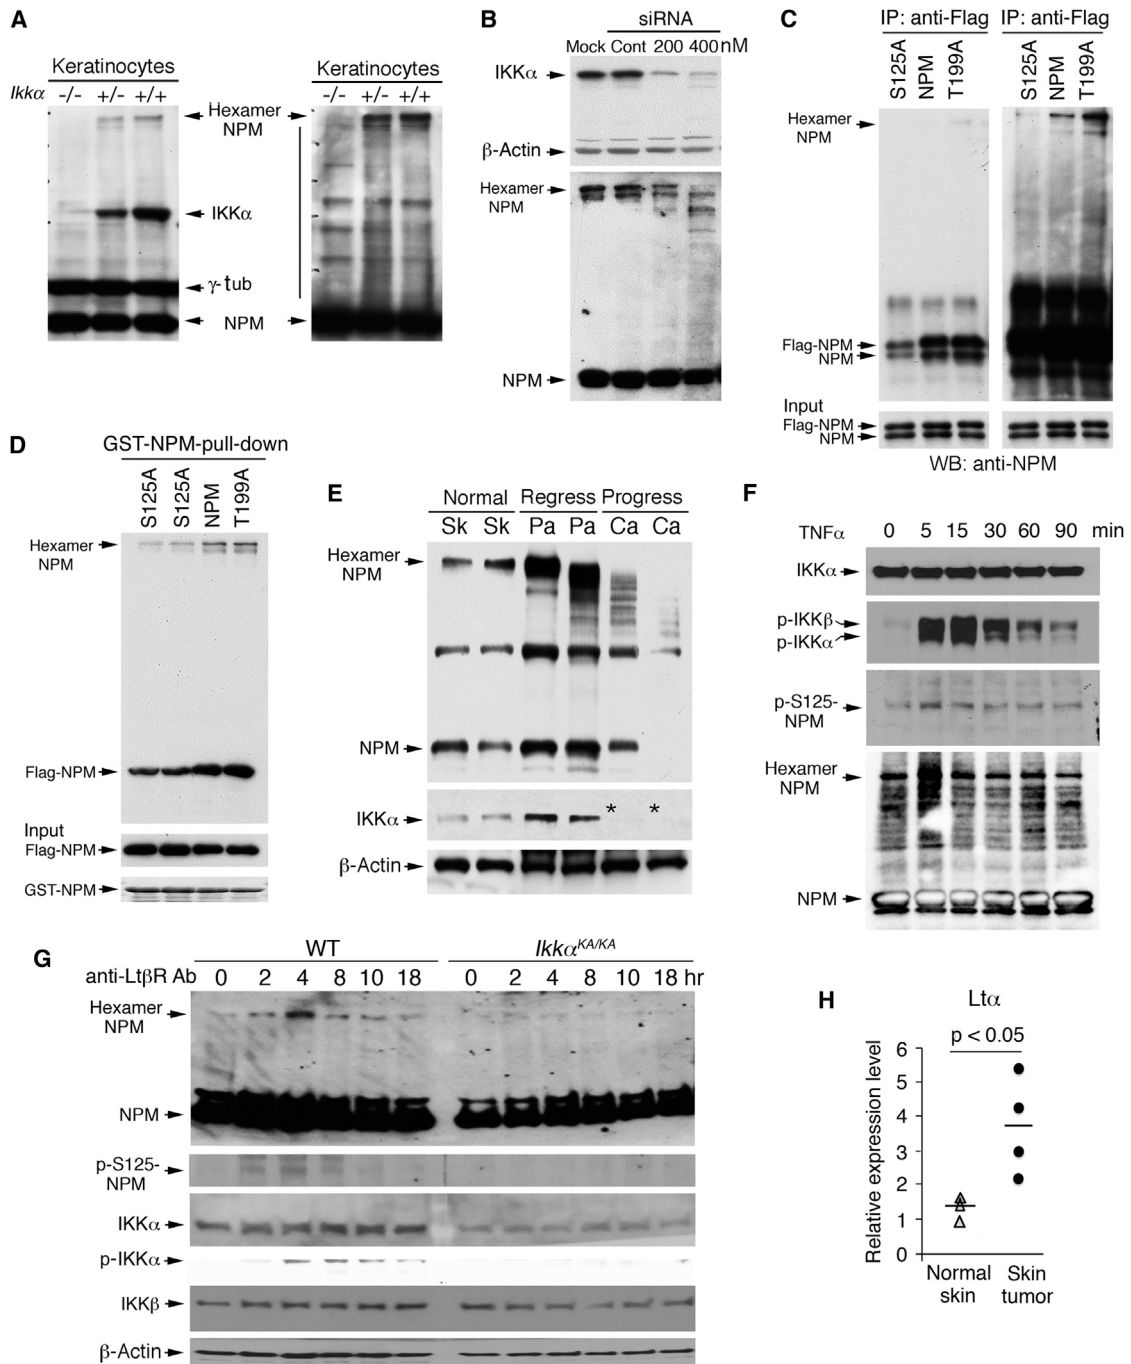 A
Keratinocytes
Ikkα -/- +/- +/+
Hexamer
NPM
IKKα
γ-tub
NPM
Keratinocytes
-/- +/- +/+
B
siRNA
Mock Cont 200 400 nM
IKKα
β-Actin
Hexamer
NPM
NPM
C
IP: anti-Flag IP: anti-Flag
S125A NPM T199A S125A NPM T199A
Hexamer
NPM
Flag-NPM
NPM
Input
Flag-NPM
NPM
WB: anti-NPM
D
GST-NPM-pull-down
S125A S125A NPM T199A
Hexamer
NPM
Flag-NPM
Input
Flag-NPM
GST-NPM
E
Normal Regress Progress
Sk Sk Pa Pa Ca Ca
Hexamer
NPM
NPM
IKKα * *
β-Actin
F
TNFα 0 5 15 30 60 90 min
IKKα
p-IKKβ
p-IKKα
p-S125-
NPM
Hexamer
NPM
NPM
G
WT IkkαKA/KA
anti-LtβR Ab 0 2 4 8 10 18 0 2 4 8 10 18 hr
Hexamer
NPM
NPM
p-S125-
NPM
IKKα
p-IKKα
IKKβ
β-Actin
H
Ltα
p < 0.05
Relative expression level
6
5
4
3
2
1
0
Normal
skin
Skin
tumor